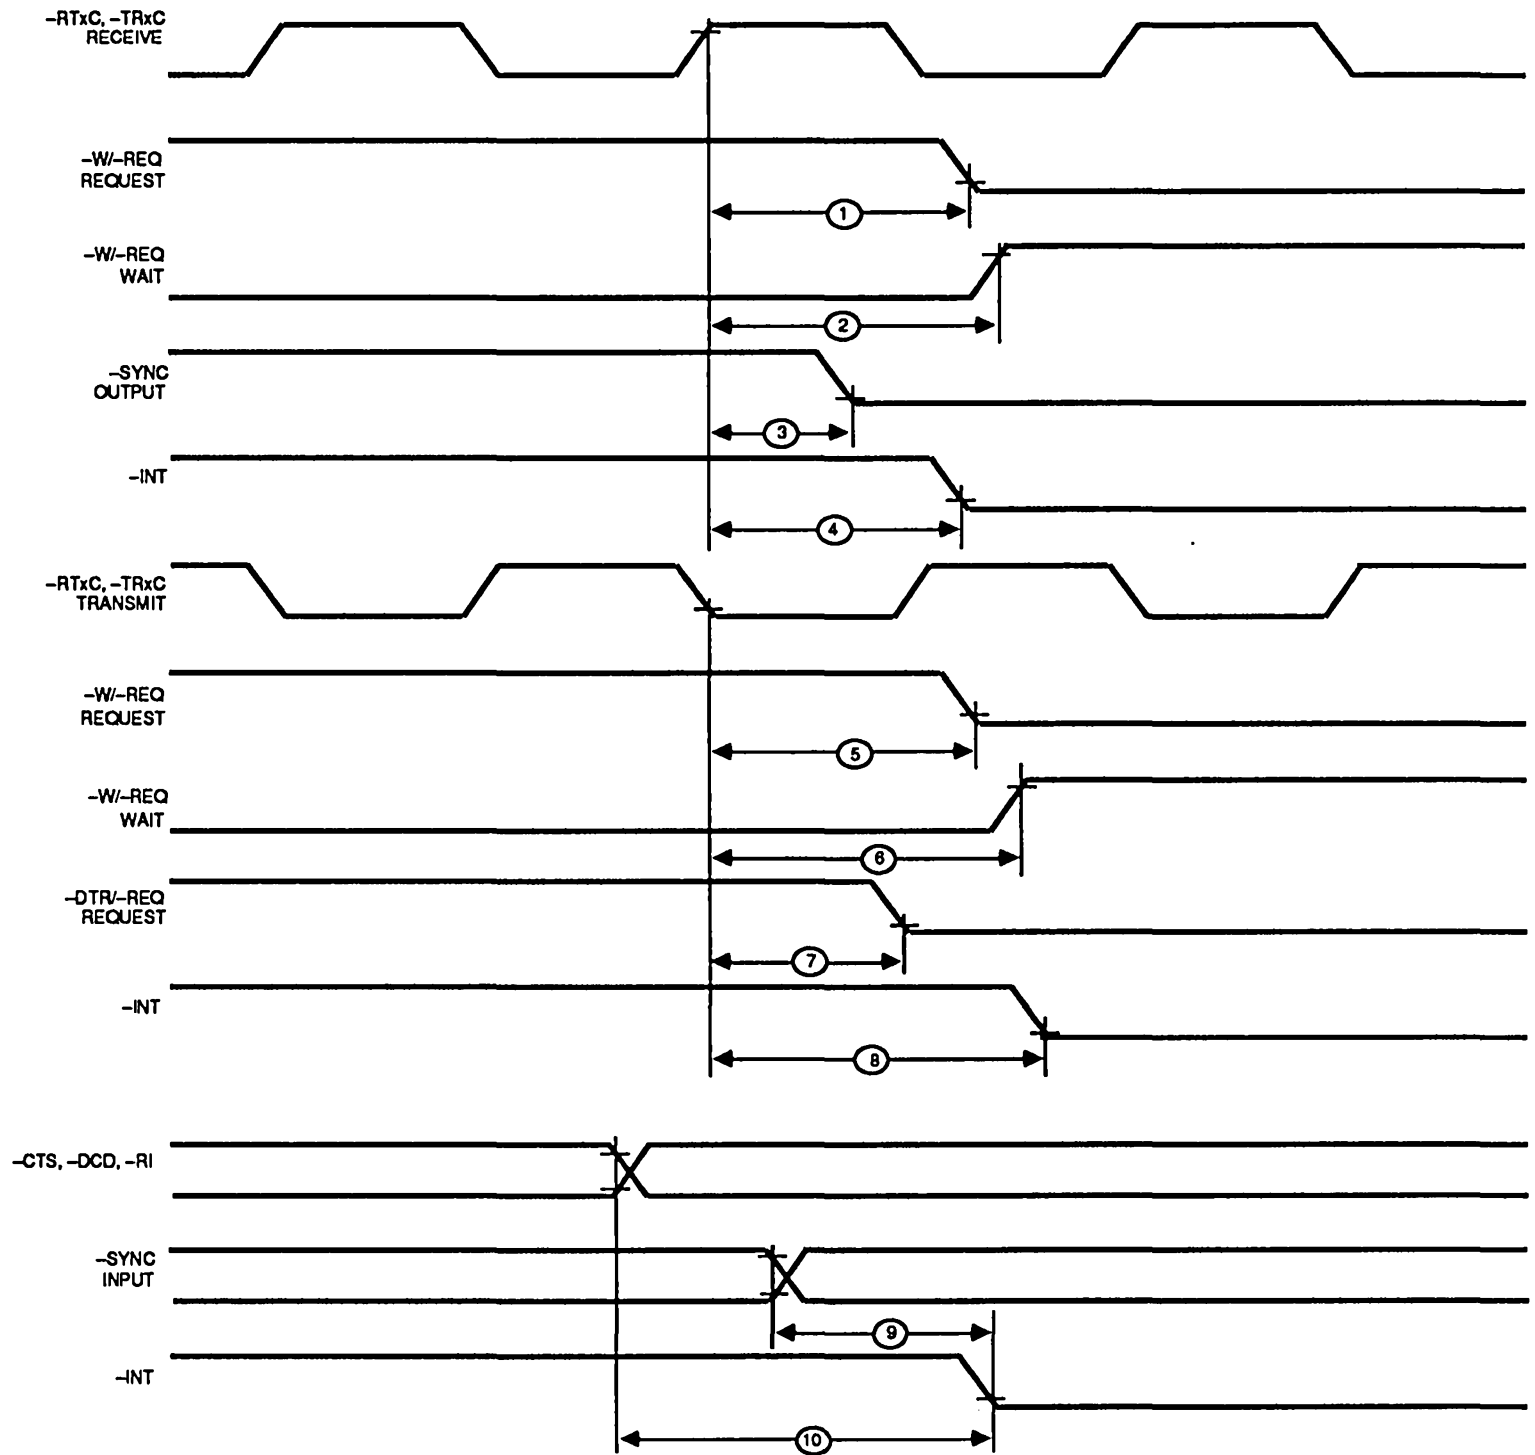 –RTxC, –TRxC
RECEIVE
–W/–REQ
REQUEST
1
–W/–REQ
WAIT
2
–SYNC
OUTPUT
3
–INT
4
–RTxC, –TRxC
TRANSMIT
–W/–REQ
REQUEST
5
–W/–REQ
WAIT
6
–DTR/–REQ
REQUEST
7
–INT
8
–CTS, –DCD, –RI
–SYNC
INPUT
9
–INT
10